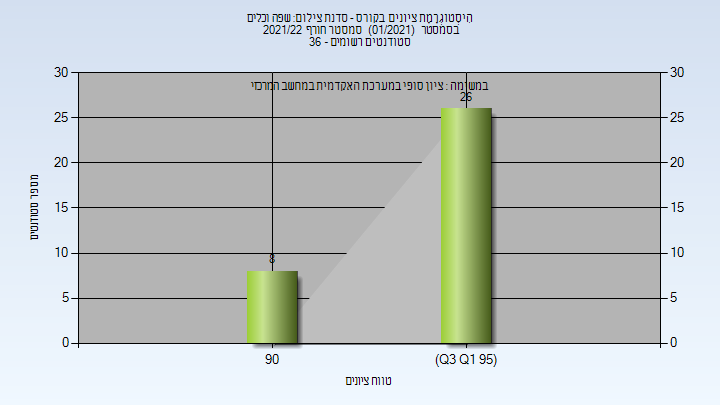 היסטוגרמת ציונים בקורס - סדנת צילום: שפה וכלים
בסמסטר (01/2021) סמסטר חורף 2021/22
סטודנטים רשומים - 36
במשימה : ציון סופי במערכת האקדמית במחשב המרכזי
30
30
25
25
20
20
15
15
10
10
5
5
0
0
26
8
מספר סטודנטים
90
(Q3 Q1 95)
טווח ציונים